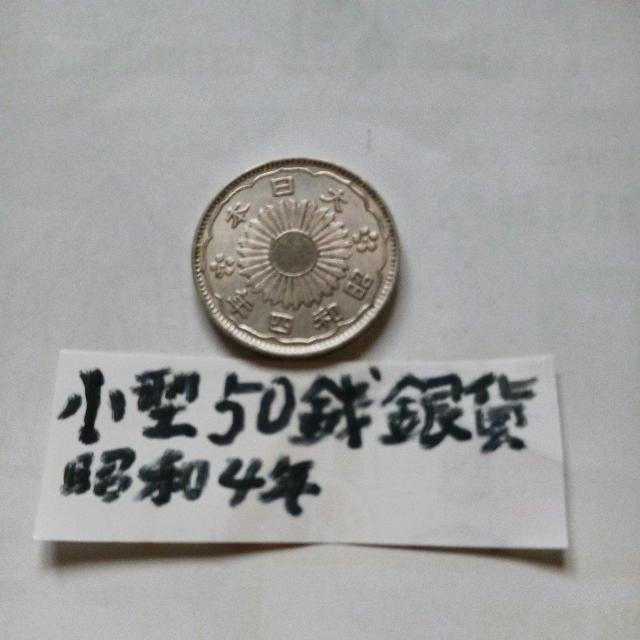 大日本
昭和四年
小型50銭銀貨
昭和4年